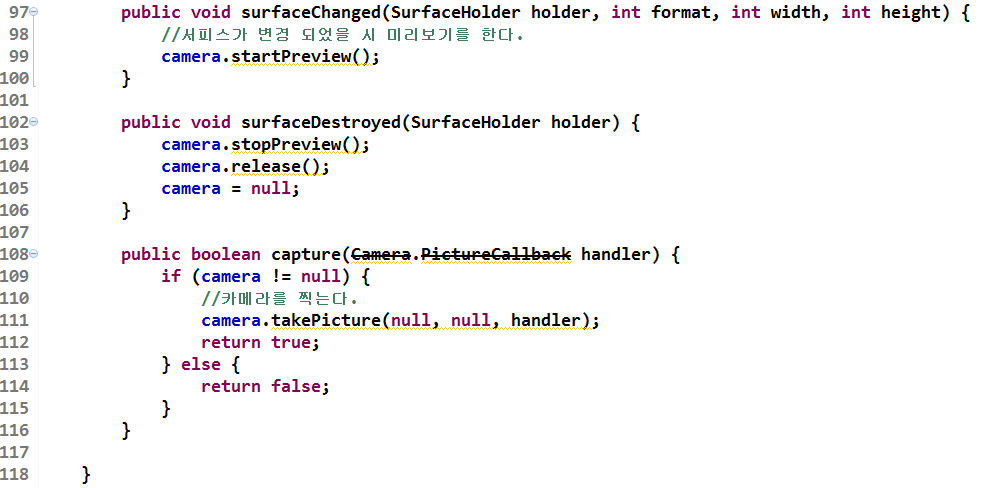 97 public void surfaceChanged(SurfaceHolder holder, int format, int width, int height) {
98 //서피스가 변경 되었을 시 미리보기를 한다.
99 camera.startPreview();
100 }
101
102 public void surfaceDestroyed(SurfaceHolder holder) {
103 camera.stopPreview();
104 camera.release();
105 camera = null;
106 }
107
108 public boolean capture(Camera.PictureCallback handler) {
109 if (camera != null) {
110 //카메라를 찍는다.
111 camera.takePicture(null, null, handler);
112 return true;
113 } else {
114 return false;
115 }
116 }
117
118 }